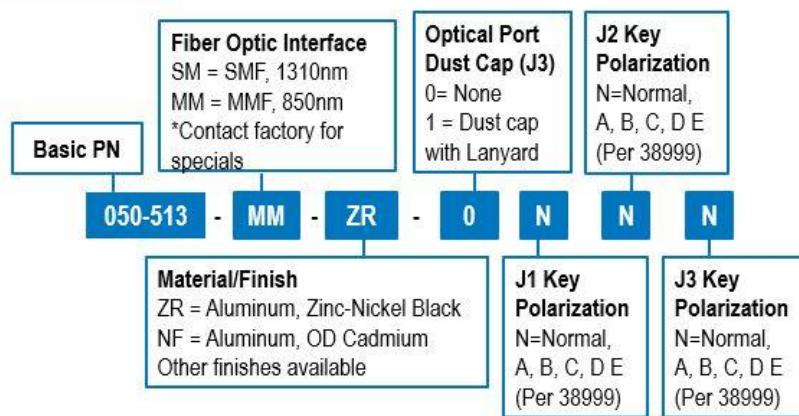 Fiber Optic Interface
SM = SMF, 1310nm
MM = MMF, 850nm
*Contact factory for
specials
Optical Port
Dust Cap (J3)
0= None
1 = Dust cap
with Lanyard
J2 Key
Polarization
N=Normal,
A, B, C, D E
(Per 38999)
Basic PN
050-513 - MM - ZR - 0 N N N
Material/Finish
ZR = Aluminum, Zinc-Nickel Black
NF = Aluminum, OD Cadmium
Other finishes available
J1 Key
Polarization
N=Normal,
A, B, C, D E
(Per 38999)
J3 Key
Polarization
N=Normal,
A, B, C, D E
(Per 38999)